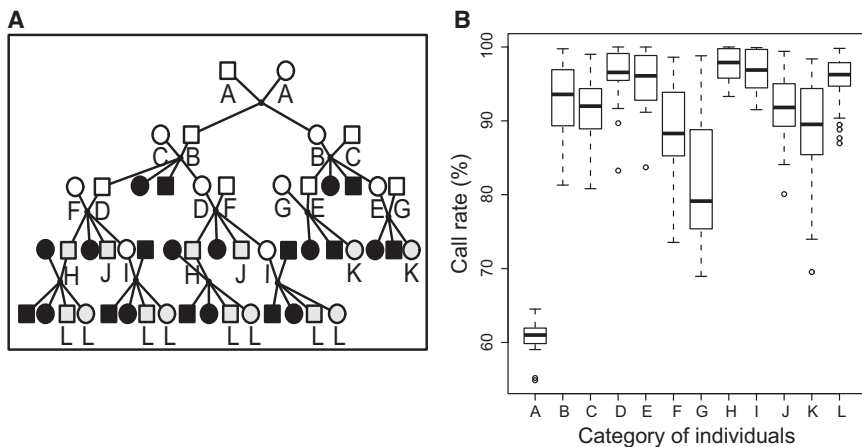 A
A A
C B B C
F D D F G E E G
H J I H J I K K
L L L L L L L L
B
Call rate (%)
100
90
80
70
60
A B C D E F G H I J K L
Category of individuals